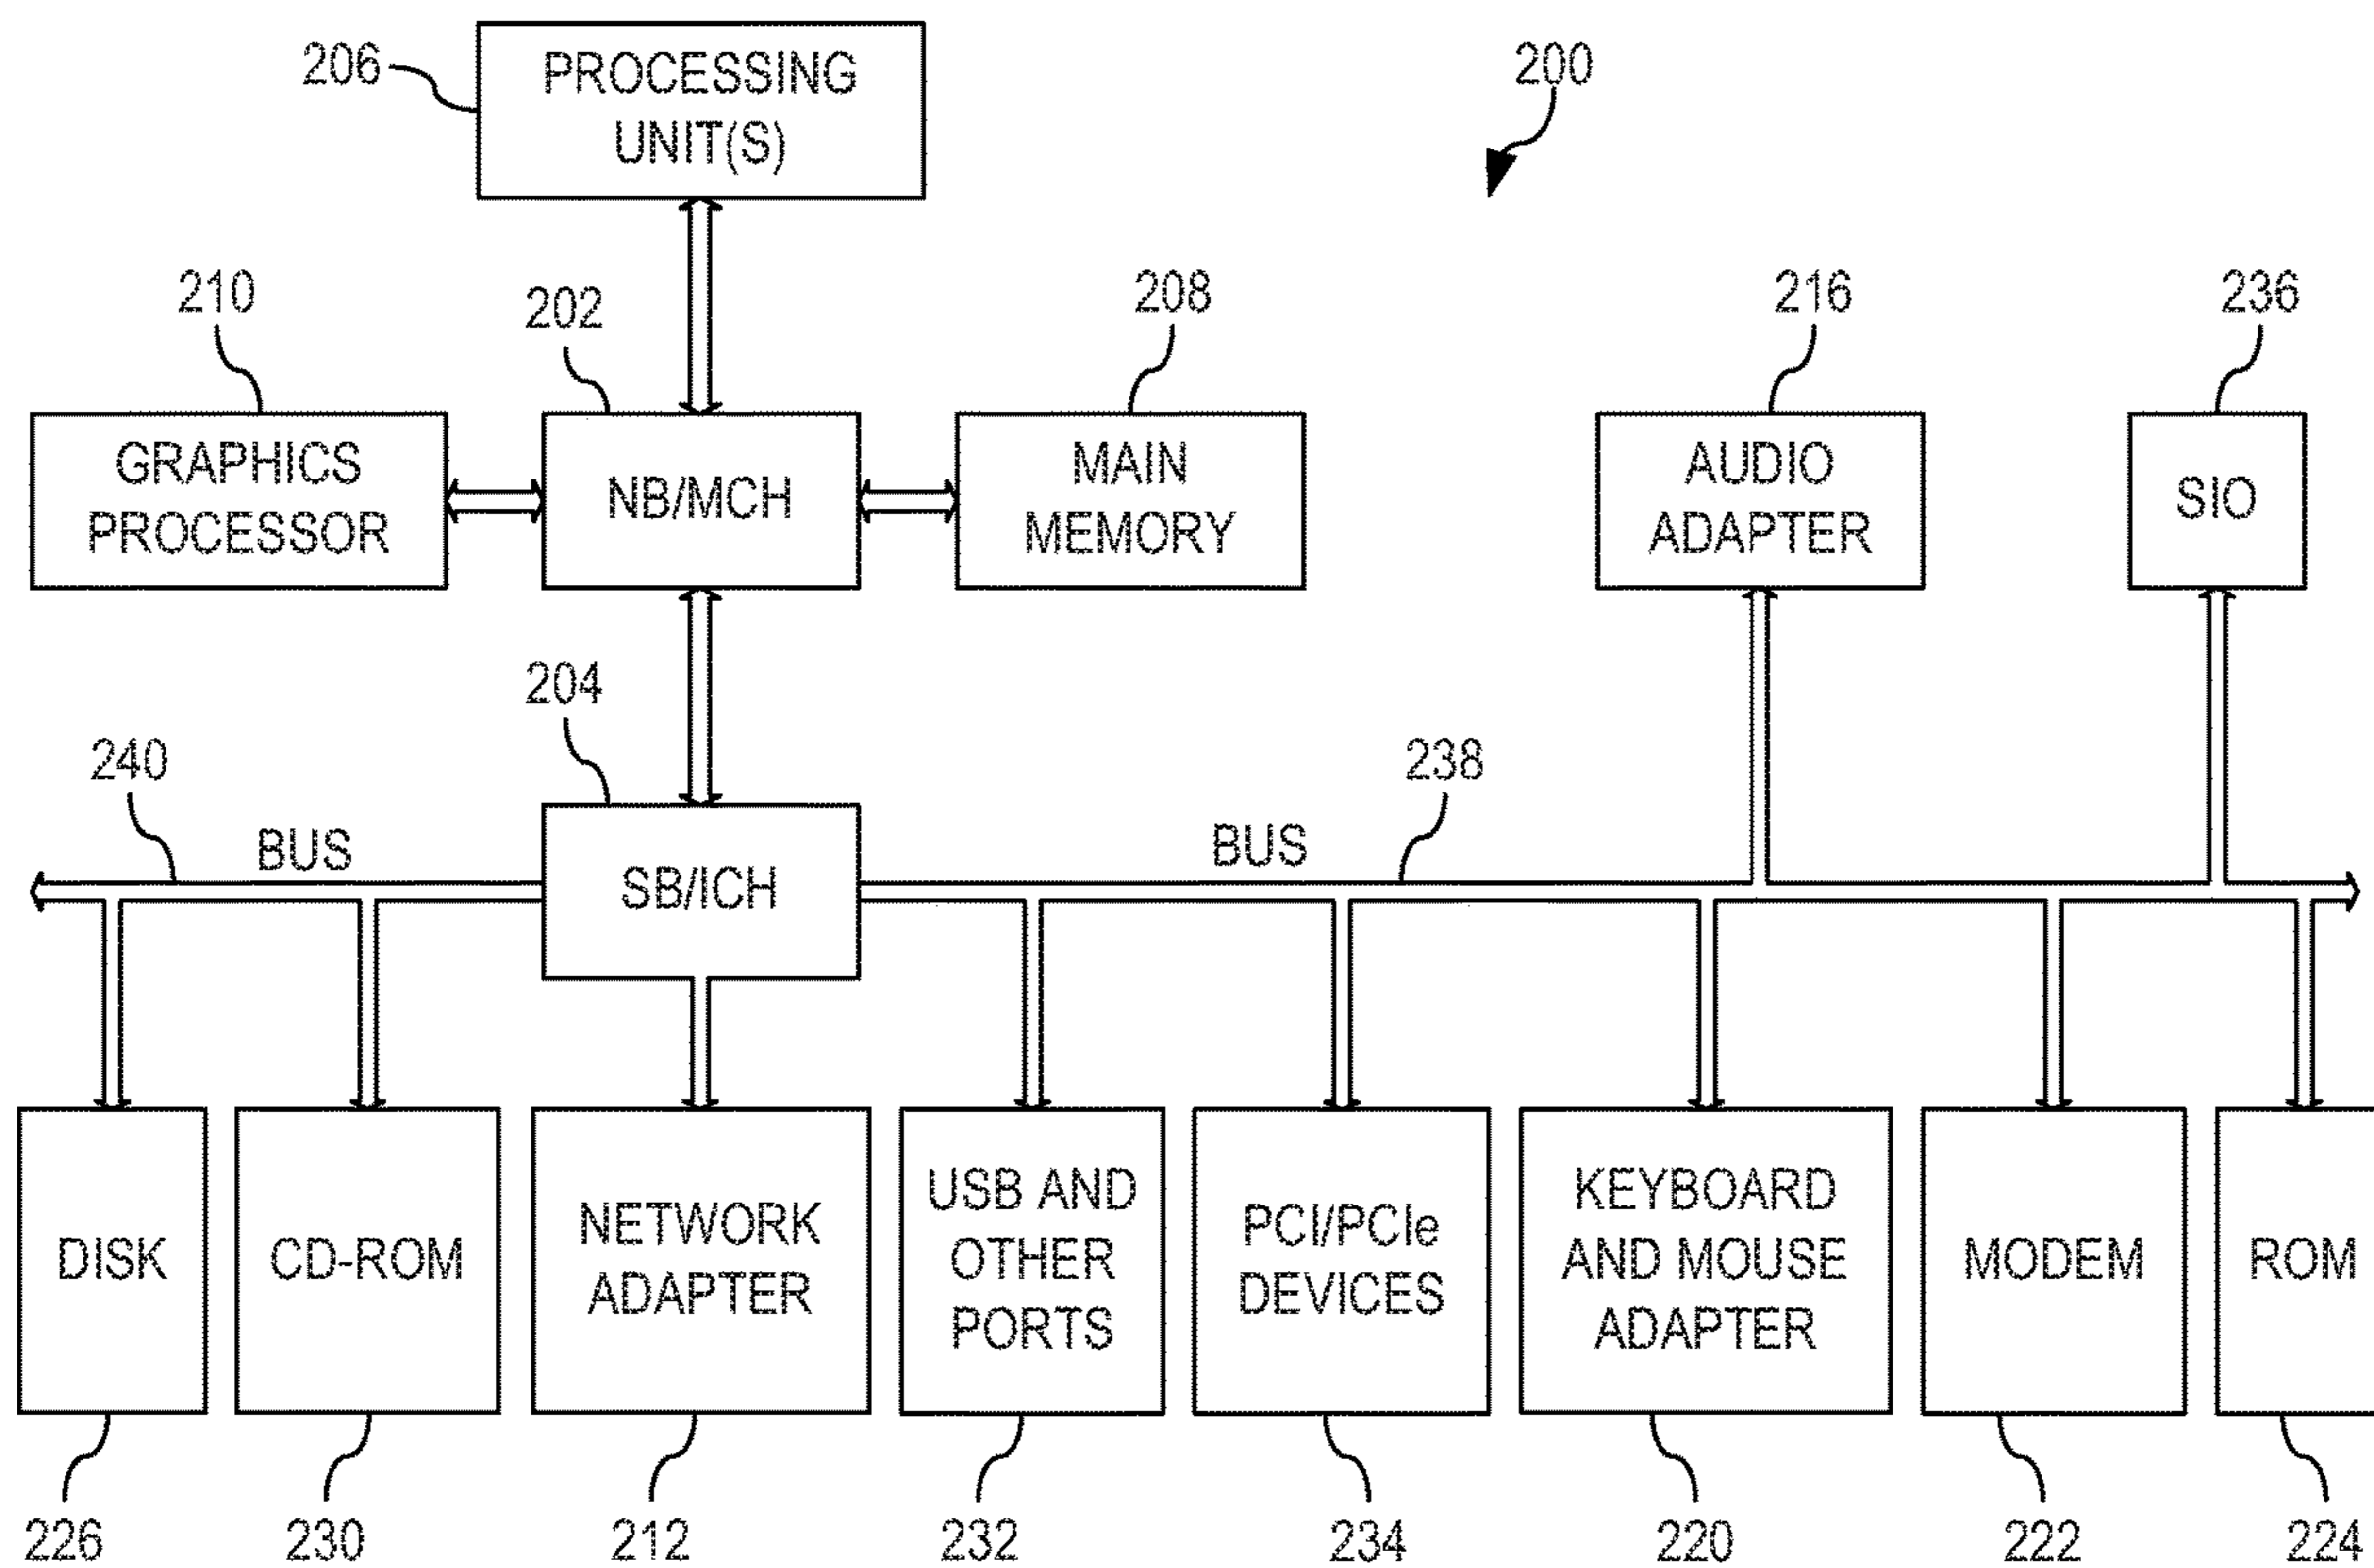 206
PROCESSING
UNIT(S)
200
210
202
208
216
236
GRAPHICS
PROCESSOR
NB/MCH
MAIN
MEMORY
AUDIO
ADAPTER
SIO
204
240
BUS
SB/ICH
BUS
238
DISK
CD-ROM
NETWORK
ADAPTER
USB AND
OTHER
PORTS
PCI/PCIe
DEVICES
KEYBOARD
AND MOUSE
ADAPTER
MODEM
ROM
226
230
212
232
234
220
222
224